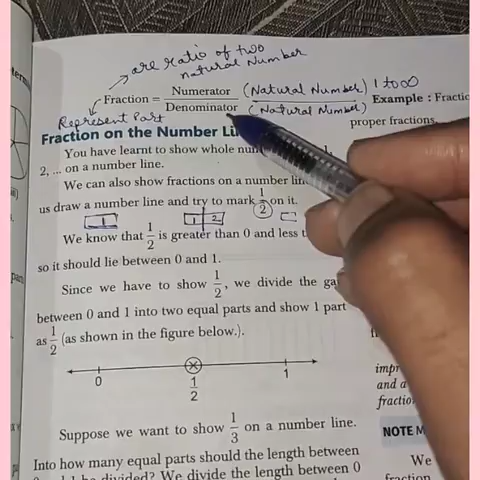 are ratio of two
natural Number
Fraction = Numerator / Denominator (Natural Number) 1 to ∞
(Natural Number)
Example : Fractio
Represent Part
proper fractions.
Fraction on the Number Li
You have learnt to show whole
2, ... on a number line.
We can also show fractions on a number
us draw a number line and try to mark 1/2 on it.
1 1 2
We know that 1/2 is greater than 0 and less
so it should lie between 0 and 1.
Since we have to show 1/2, we divide the
between 0 and 1 into two equal parts and show 1 part
as 1/2 (as shown in the figure below.).
0 1/2 1
impr
and a
fractio
Suppose we want to show 1/3 on a number line.
NOTE M
Into how many equal parts should the length between
We
We divide the length between 0
fraction